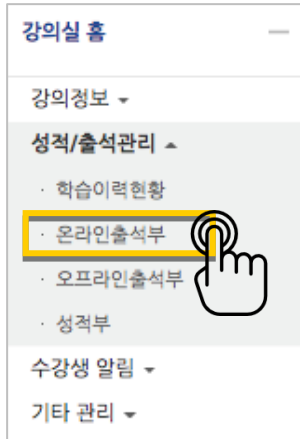 강의실 홈
강의정보
성적/출석관리
· 학습이력현황
· 온라인출석부
· 오프라인출석부
· 성적부
수강생 알림
기타 관리